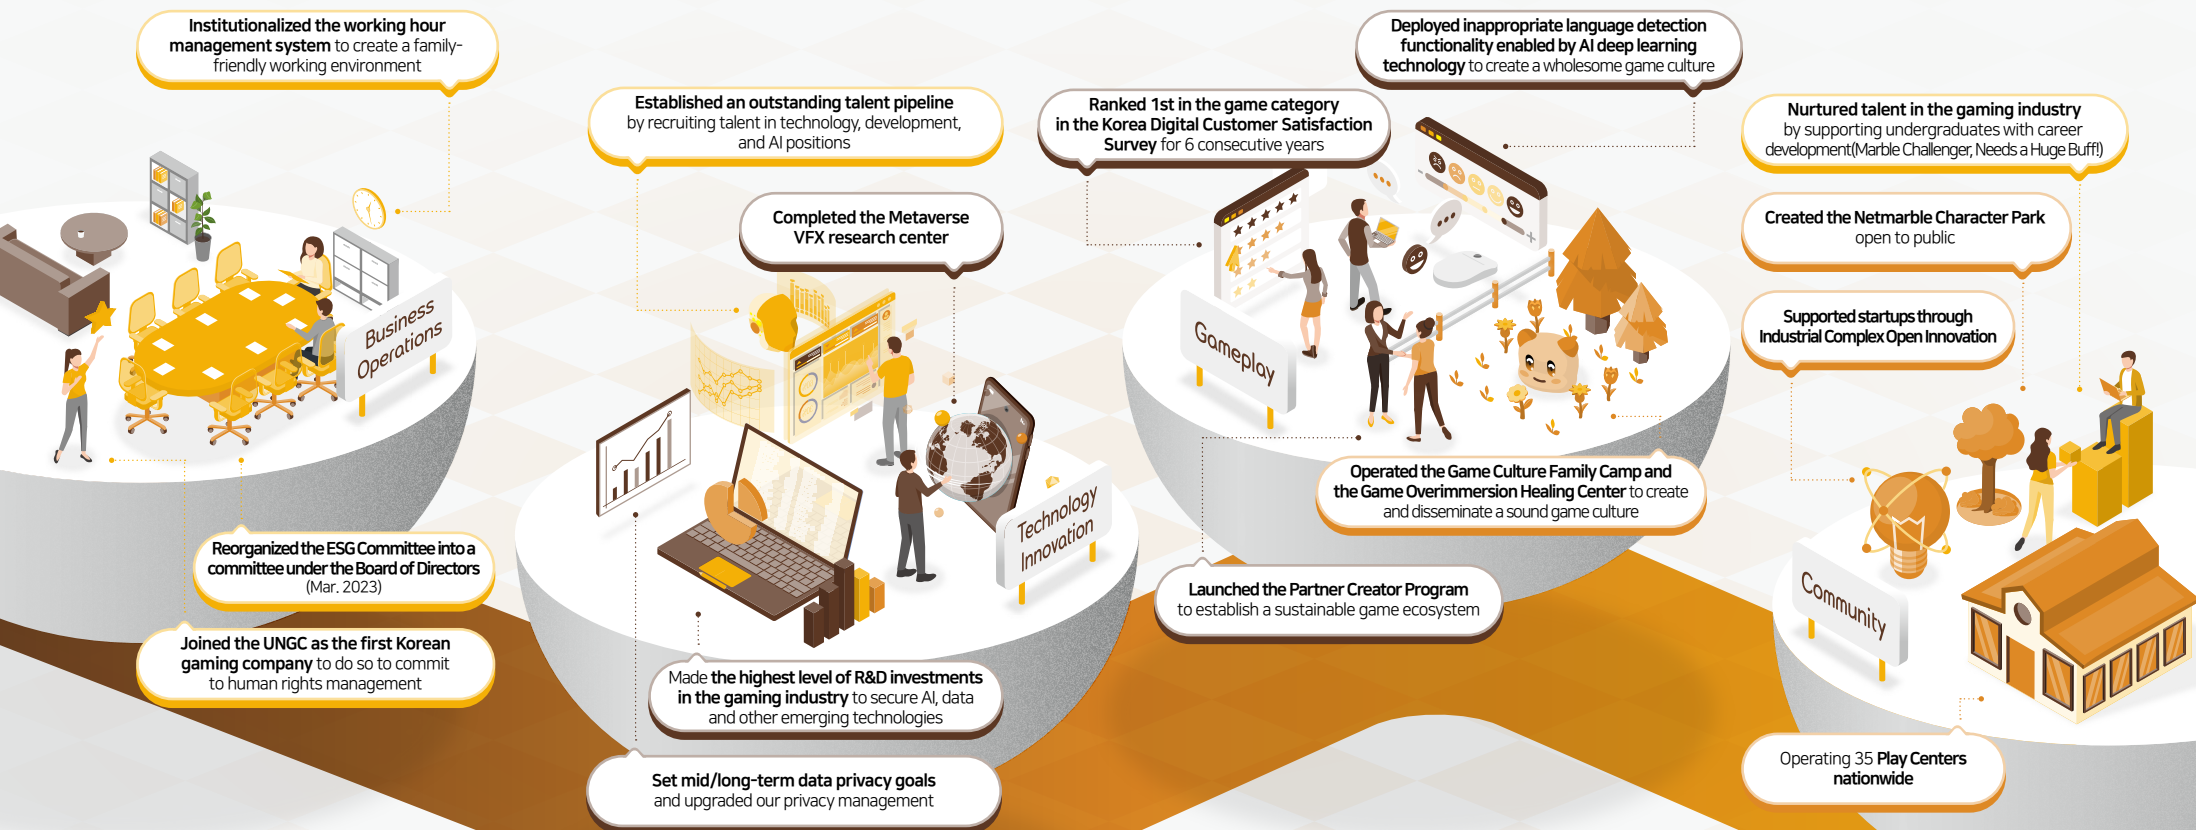 Institutionalized the working hour
management system to create a family-
friendly working environment
Business
Operations
Reorganized the ESG Committee into a
committee under the Board of Directors
(Mar. 2023)
Joined the UNGC as the first Korean
gaming company to do so to commit
to human rights management
Established an outstanding talent pipeline
by recruiting talent in technology, development,
and AI positions
Completed the Metaverse
VFX research center
Technology
Innovation
Made the highest level of R&D investments
in the gaming industry to secure AI, data
and other emerging technologies
Set mid/long-term data privacy goals
and upgraded our privacy management
Deployed inappropriate language detection
functionality enabled by AI deep learning
technology to create a wholesome game culture
Ranked 1st in the game category
in the Korea Digital Customer Satisfaction
Survey for 6 consecutive years
Gameplay
Operated the Game Culture Family Camp and
the Game Overimmersion Healing Center to create
and disseminate a sound game culture
Launched the Partner Creator Program
to establish a sustainable game ecosystem
Nurtured talent in the gaming industry
by supporting undergraduates with career
development(Marble Challenger, Needs a Huge Buff!)
Created the Netmarble Character Park
open to public
Supported startups through
Industrial Complex Open Innovation
Community
Operating 35 Play Centers
nationwide